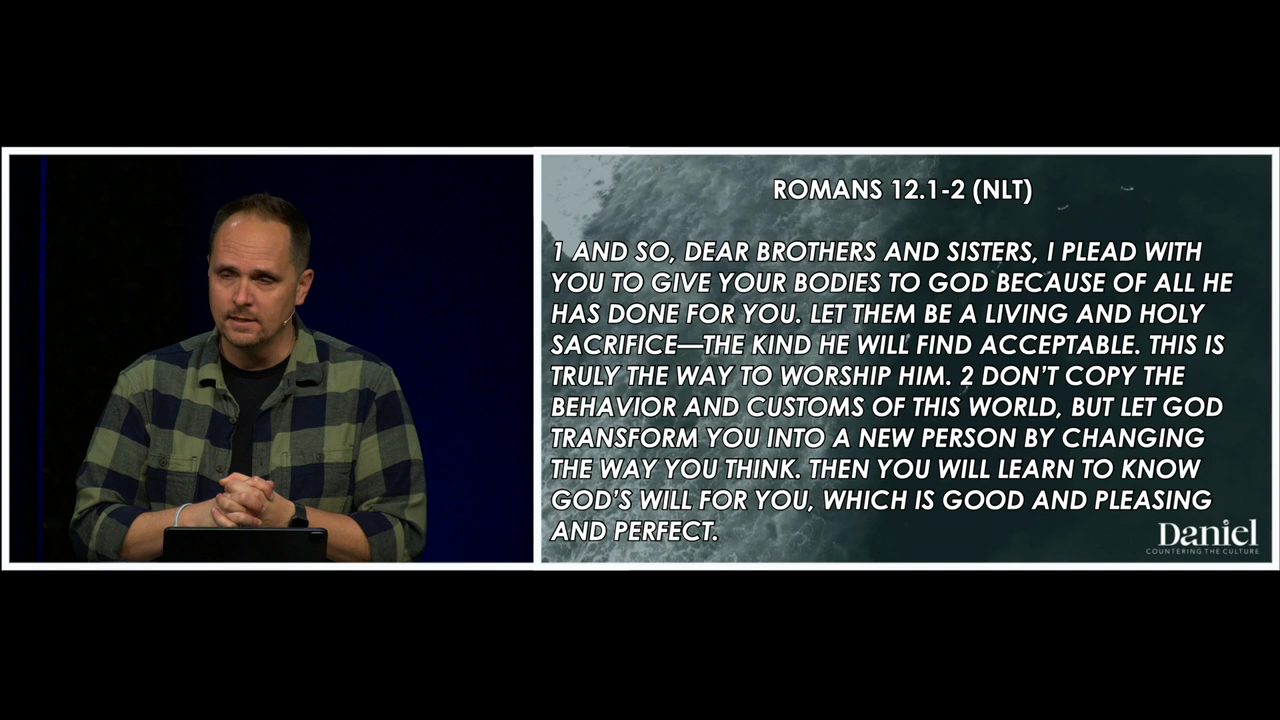 ROMANS 12.1-2 (NLT)
1 AND SO, DEAR BROTHERS AND SISTERS, I PLEAD WITH
YOU TO GIVE YOUR BODIES TO GOD BECAUSE OF ALL HE
HAS DONE FOR YOU. LET THEM BE A LIVING AND HOLY
SACRIFICE—THE KIND HE WILL FIND ACCEPTABLE. THIS IS
TRULY THE WAY TO WORSHIP HIM. 2 DON’T COPY THE
BEHAVIOR AND CUSTOMS OF THIS WORLD, BUT LET GOD
TRANSFORM YOU INTO A NEW PERSON BY CHANGING
THE WAY YOU THINK. THEN YOU WILL LEARN TO KNOW
GOD’S WILL FOR YOU, WHICH IS GOOD AND PLEASING
AND PERFECT.
Daniel
COUNTERING THE CULTURE